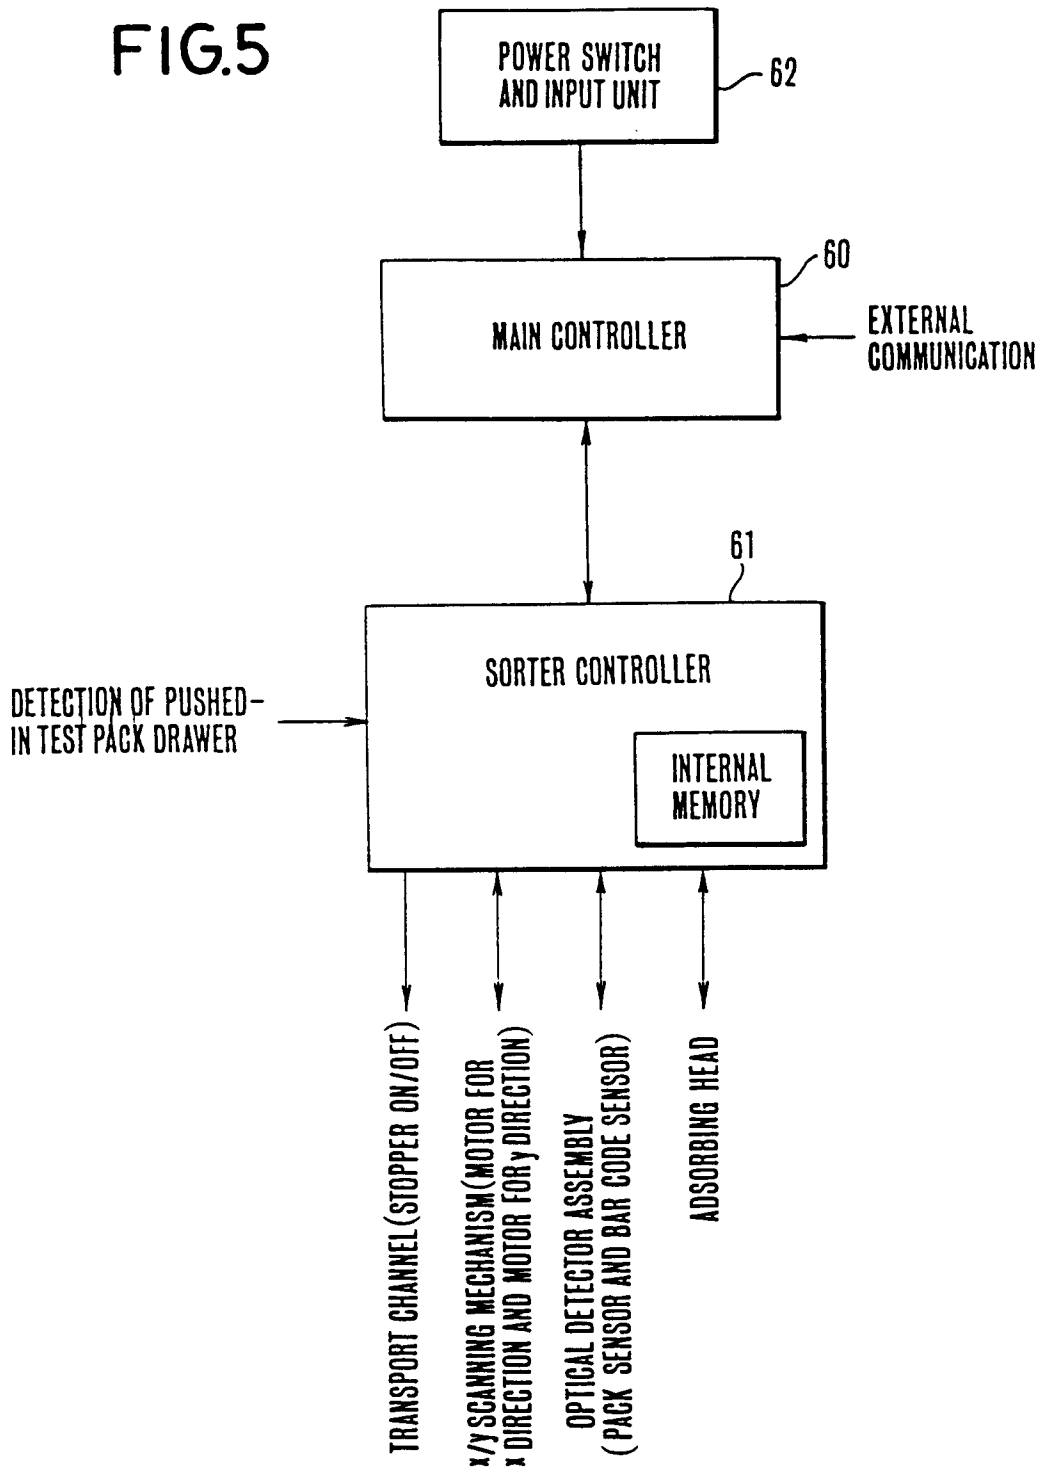 FIG.5
POWER SWITCH
AND INPUT UNIT
62
60
MAIN CONTROLLER
EXTERNAL
COMMUNICATION
61
SORTER CONTROLLER
DETECTION OF PUSHED-
IN TEST PACK DRAWER
INTERNAL
MEMORY
TRANSPORT CHANNEL(STOPPER ON/OFF)
x/y SCANNING MECHANISM(MOTOR FOR
x DIRECTION AND MOTOR FOR y DIRECTION)
OPTICAL DETECTOR ASSEMBLY
(PACK SENSOR AND BAR CODE SENSOR)
ADSORBING HEAD